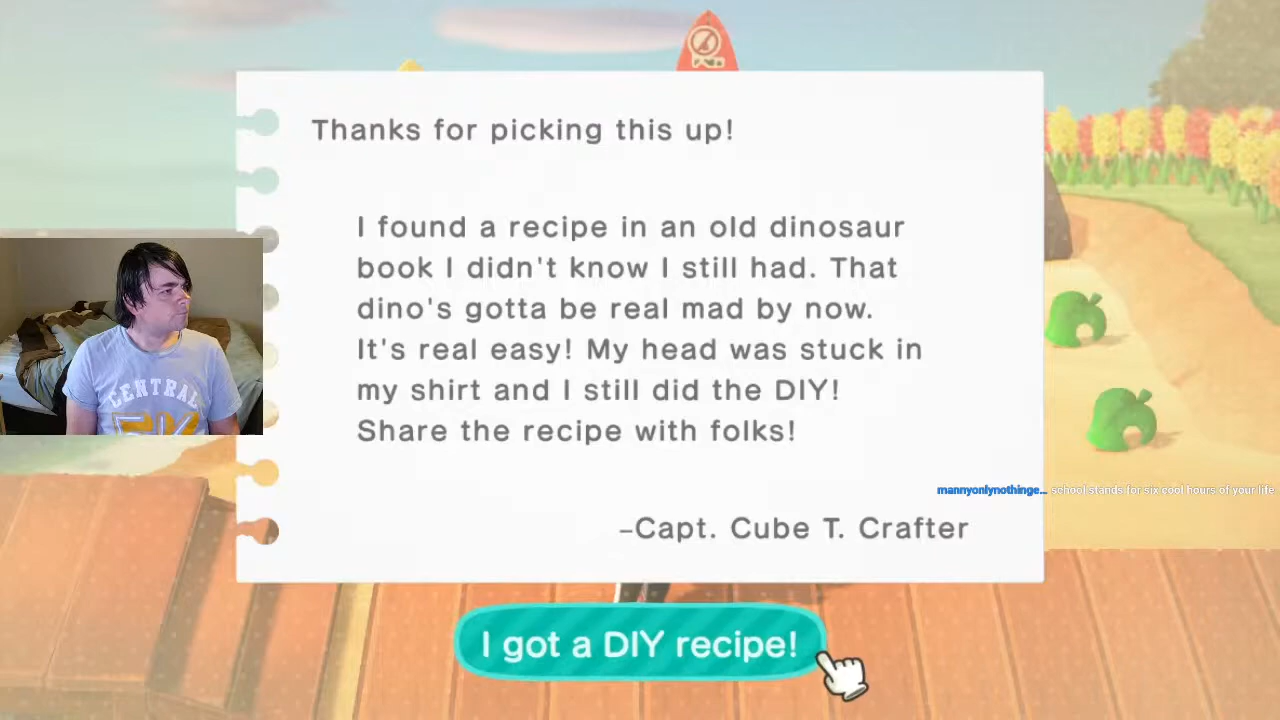 Thanks for picking this up!
I found a recipe in an old dinosaur
book I didn't know I still had. That
dino's gotta be real mad by now.
It's real easy! My head was stuck in
my shirt and I still did the DIY!
Share the recipe with folks!
–Capt. Cube T. Crafter
CENTRAL
mannyonlynothinge... school stands for six cool hours of your life
I got a DIY recipe!